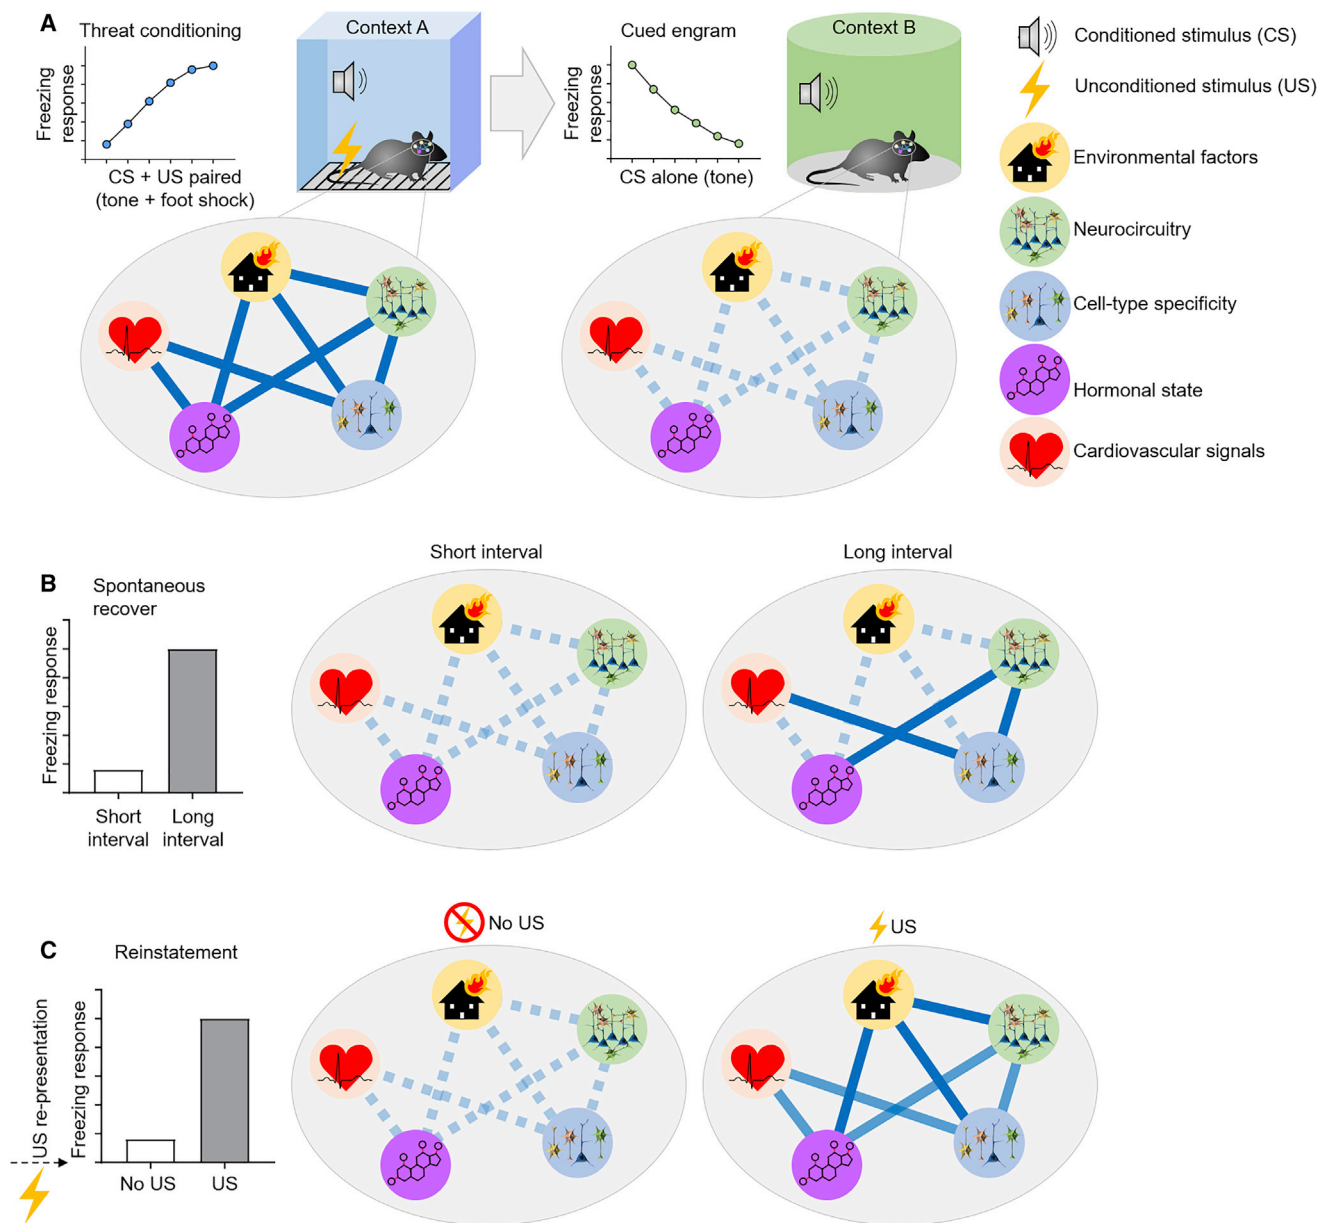 A
Threat conditioning
Freezing
response
CS + US paired
(tone + foot shock)
Context A
Cued engram
Freezing
response
CS alone (tone)
Context B
Conditioned stimulus (CS)
Unconditioned stimulus (US)
Environmental factors
Neurocircuitry
Cell-type specificity
Hormonal state
Cardiovascular signals
B
Spontaneous
recover
Freezing response
Short
interval
Long
interval
Short interval
Long interval
C
Reinstatement
US re-presentation
Freezing response
No US
US
No US
US